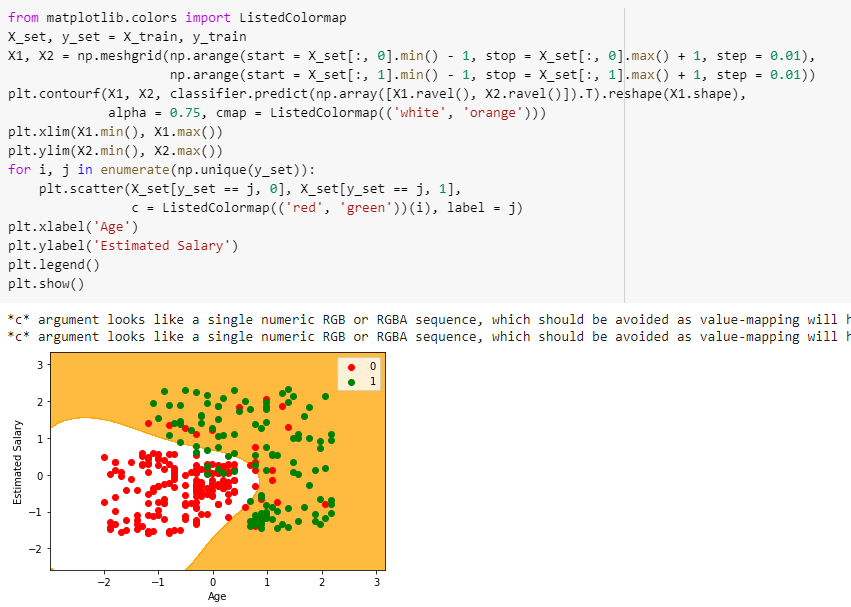 from matplotlib.colors import ListedColormap
X_set, y_set = X_train, y_train
X1, X2 = np.meshgrid(np.arange(start = X_set[:, 0].min() - 1, stop = X_set[:, 0].max() + 1, step = 0.01),
                     np.arange(start = X_set[:, 1].min() - 1, stop = X_set[:, 1].max() + 1, step = 0.01))
plt.contourf(X1, X2, classifier.predict(np.array([X1.ravel(), X2.ravel()]).T).reshape(X1.shape),
             alpha = 0.75, cmap = ListedColormap(('white', 'orange')))
plt.xlim(X1.min(), X1.max())
plt.ylim(X2.min(), X2.max())
for i, j in enumerate(np.unique(y_set)):
    plt.scatter(X_set[y_set == j, 0], X_set[y_set == j, 1],
                c = ListedColormap(('red', 'green'))(i), label = j)
plt.xlabel('Age')
plt.ylabel('Estimated Salary')
plt.legend()
plt.show()
*c* argument looks like a single numeric RGB or RGBA sequence, which should be avoided as value-mapping will
*c* argument looks like a single numeric RGB or RGBA sequence, which should be avoided as value-mapping will
0
1
3
2
1
0
−1
−2
Estimated Salary
−2 −1 0 1 2 3
Age